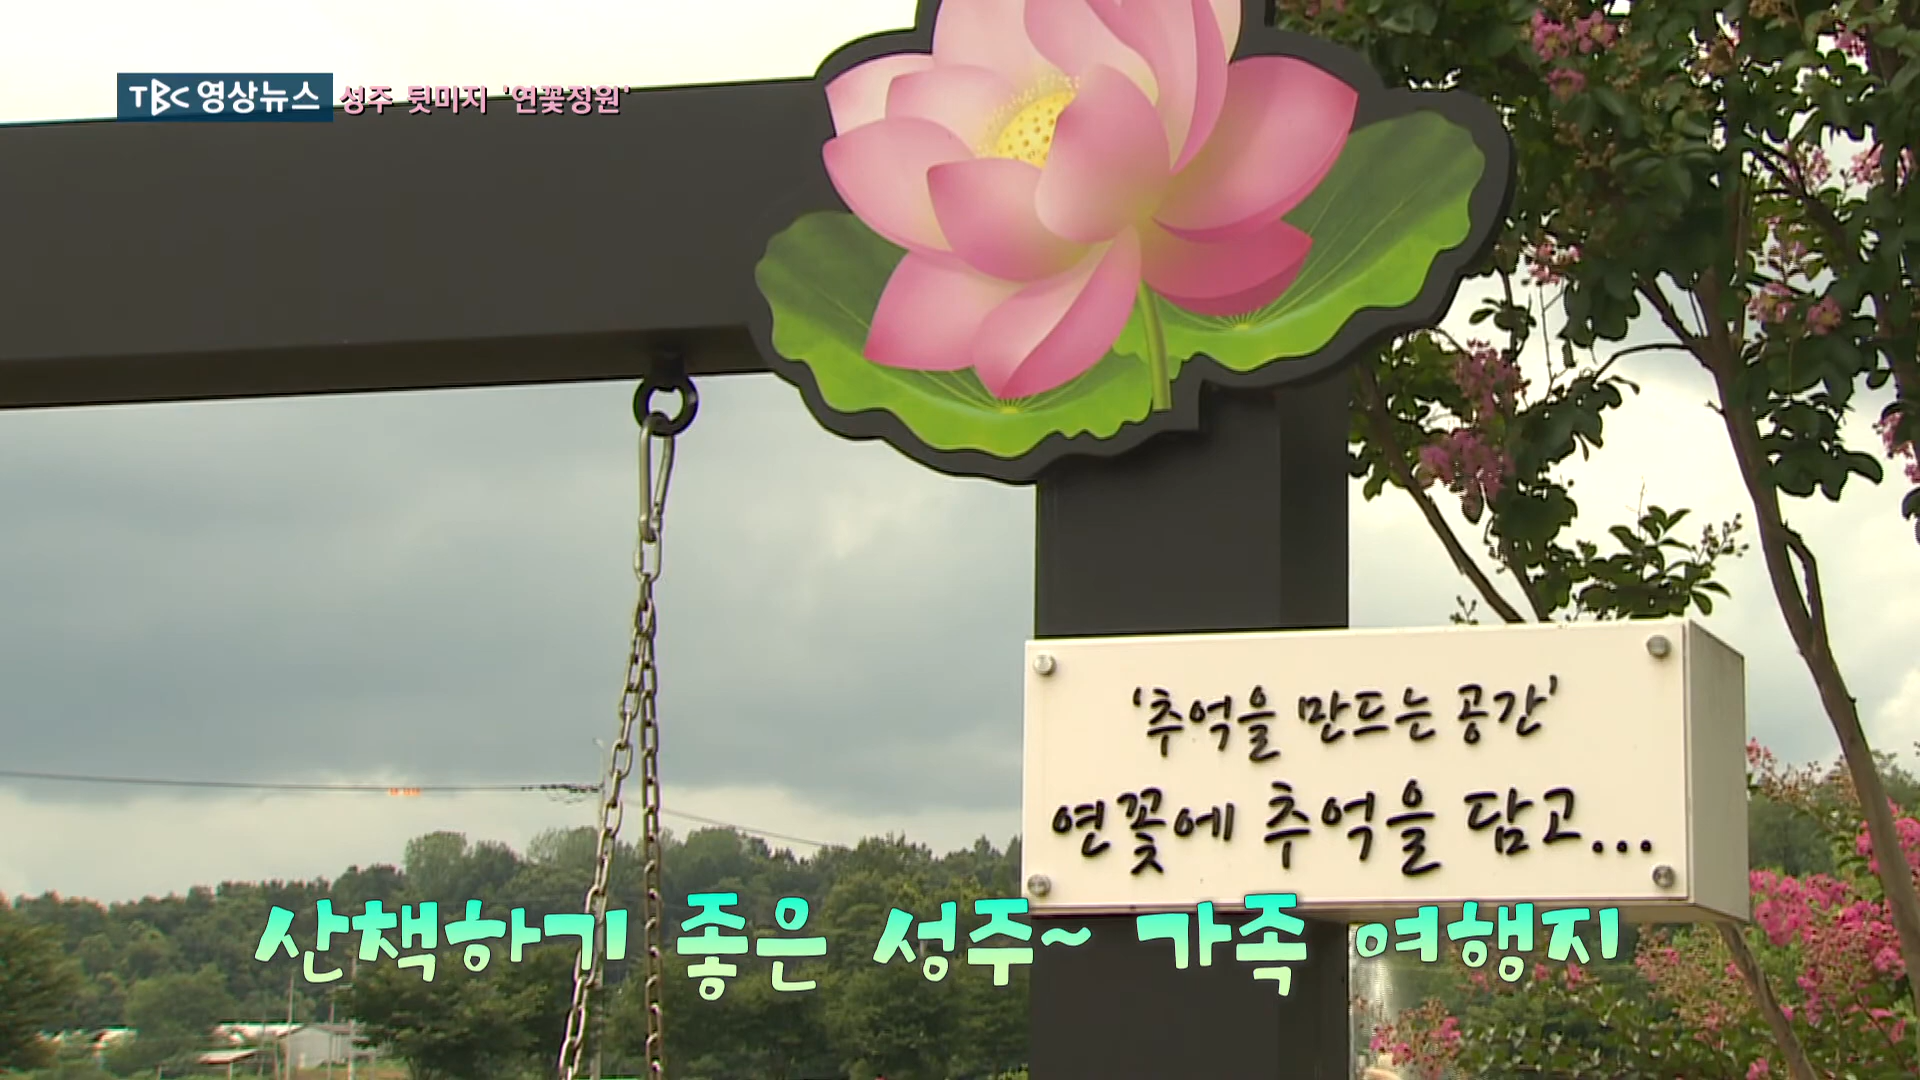 TBC 영상뉴스 성주 뒷미지 '연꽃정원'
'추억을 만드는 공간'
연꽃에 추억을 담고...
산책하기 좋은 성주~ 가족 여행지